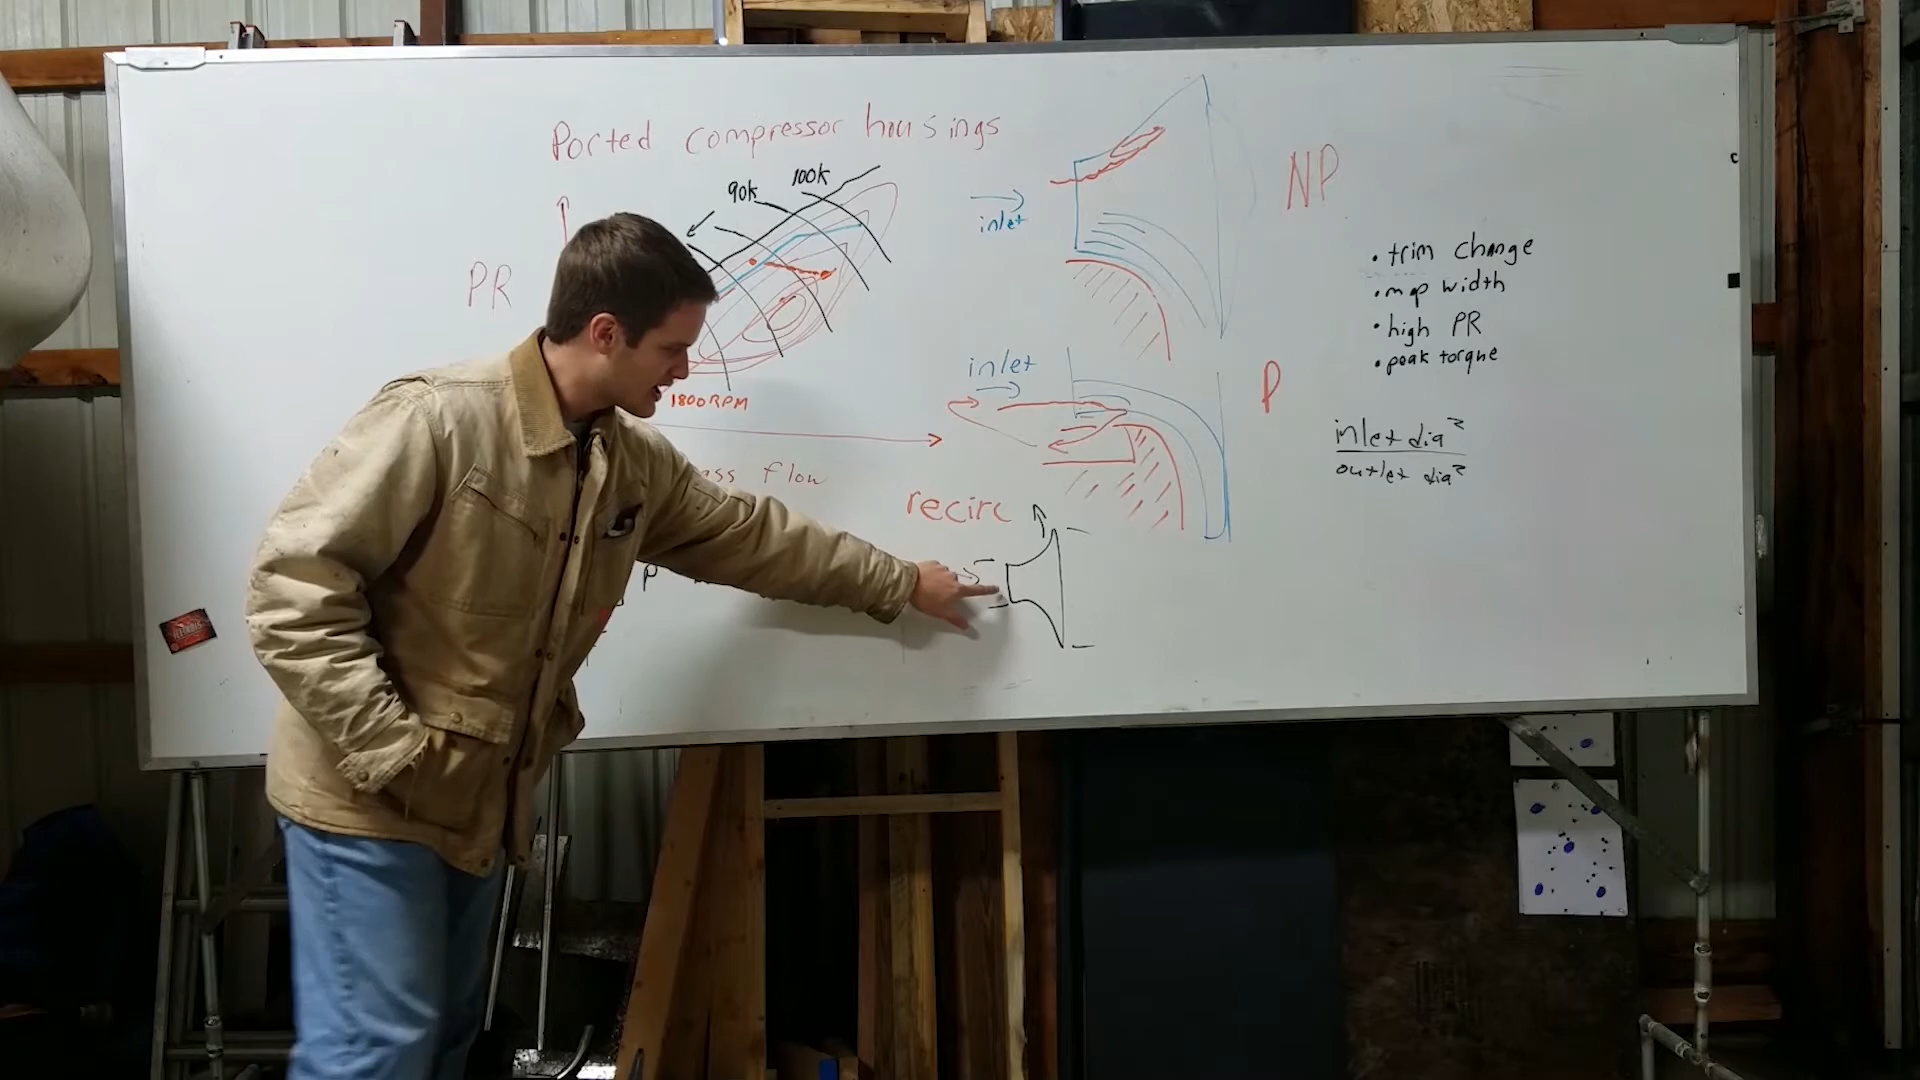 Ported compressor housings
90k
100k
PR
1800RPM
ss flow
inlet
NP
inlet
P
recirc
• trim change
• map width
• high PR
• peak torque
inlet dia²
outlet dia²